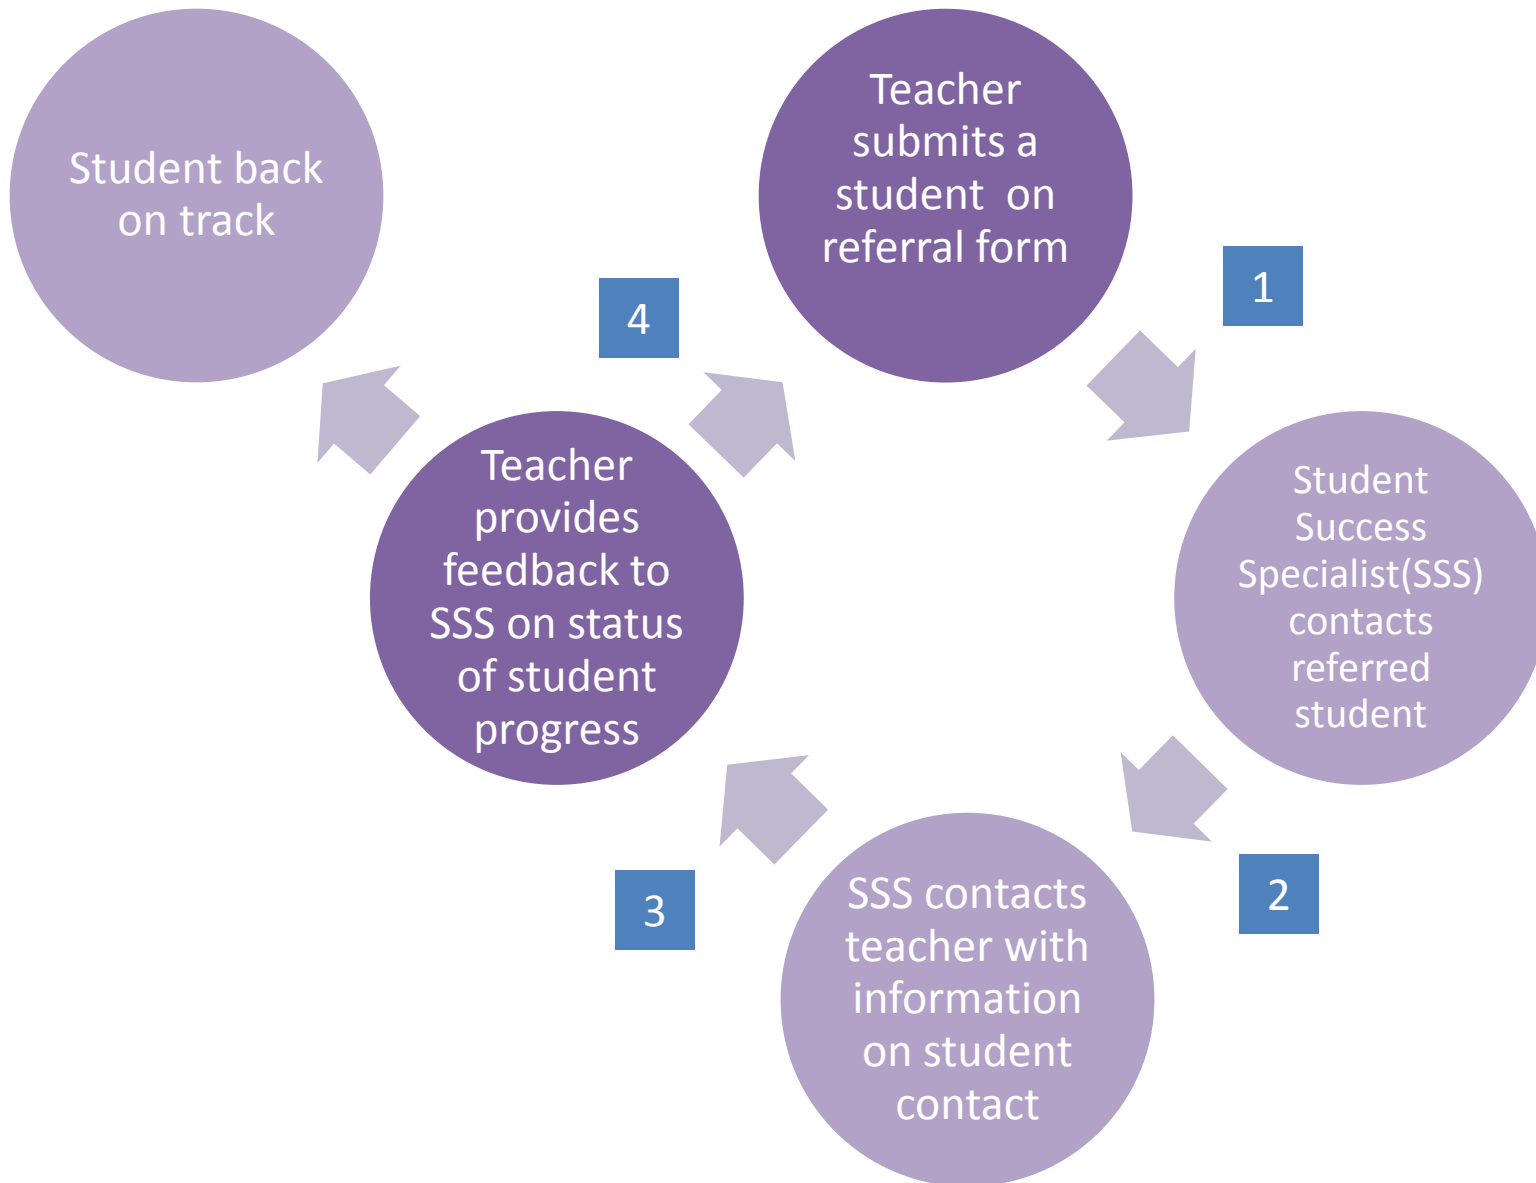 Student back
on track
Teacher
submits a
student  on
referral form
1
Student
Success
Specialist(SSS)
contacts
referred
student
2
SSS contacts
teacher with
information
on student
contact
3
Teacher
provides
feedback to
SSS on status
of student
progress
4